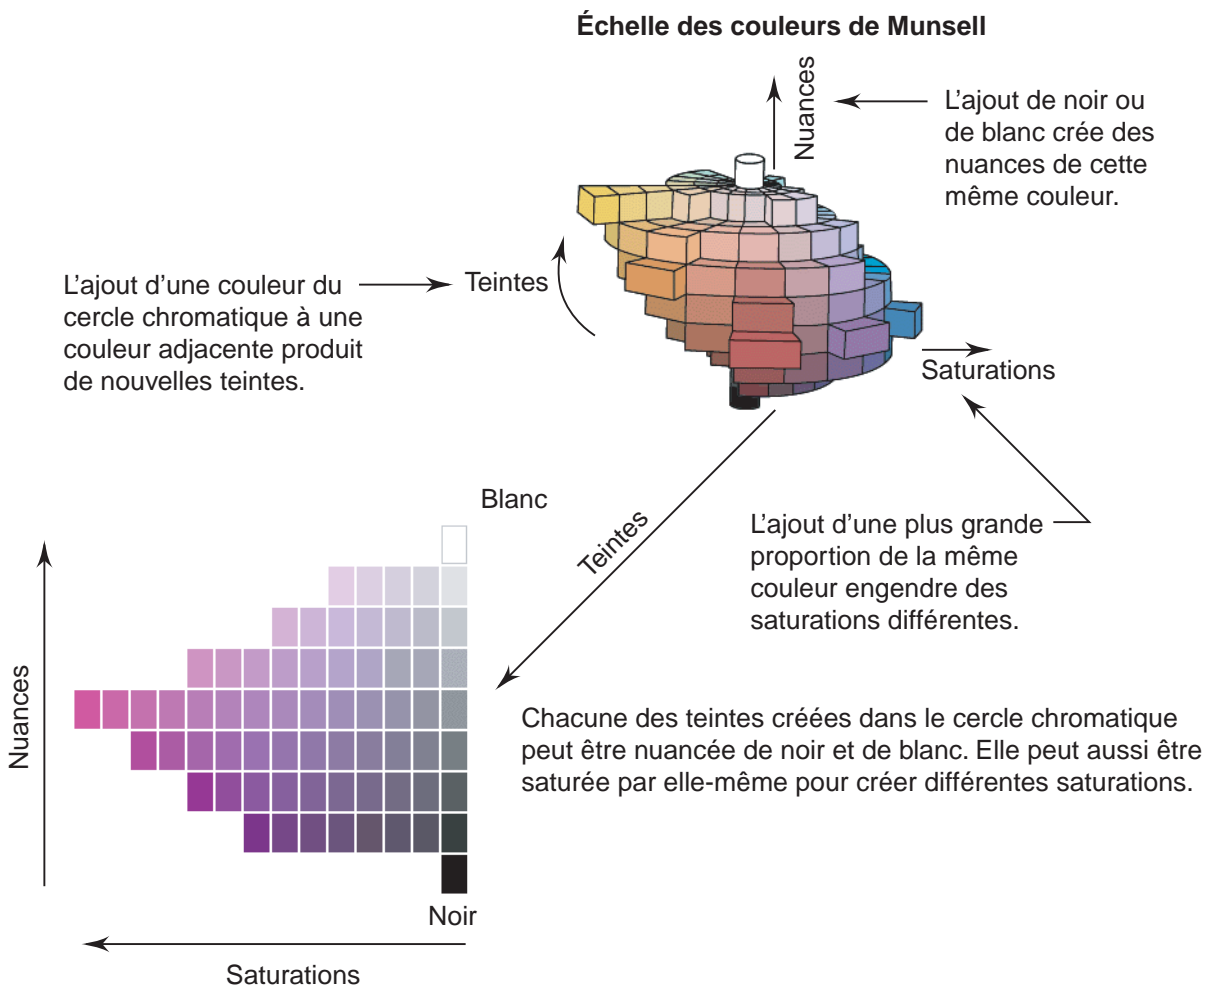 Échelle des couleurs de Munsell
Nuances
L'ajout de noir ou
de blanc crée des
nuances de cette
même couleur.
L'ajout d'une couleur du
cercle chromatique à une
couleur adjacente produit
de nouvelles teintes.
Teintes
Saturations
L'ajout d'une plus grande
proportion de la même
couleur engendre des
saturations différentes.
Teintes
Blanc
Nuances
Chacune des teintes créées dans le cercle chromatique
peut être nuancée de noir et de blanc. Elle peut aussi être
saturée par elle-même pour créer différentes saturations.
Noir
Saturations